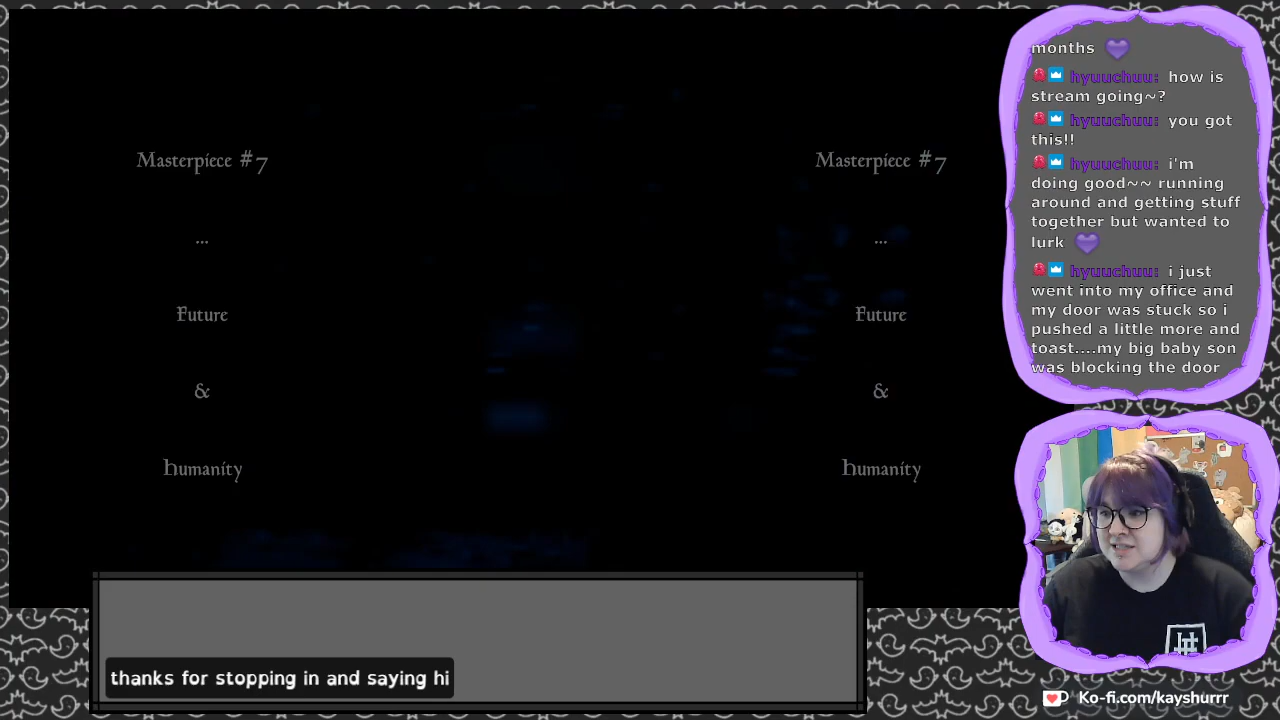 Masterpiece #7
...
Future
&
humanity
Masterpiece #7
...
Future
&
humanity
months
hyuuchuu: how is
stream going~?
hyuuchuu: you got
this!!
hyuuchuu: i'm
doing good~~ running
around and getting stuff
together but wanted to
lurk
hyuuchuu: i just
went into my office and
my door was stuck so i
pushed a little more and
toast....my big baby son
was blocking the door
thanks for stopping in and saying hi
Ko-fi.com/kayshurrr